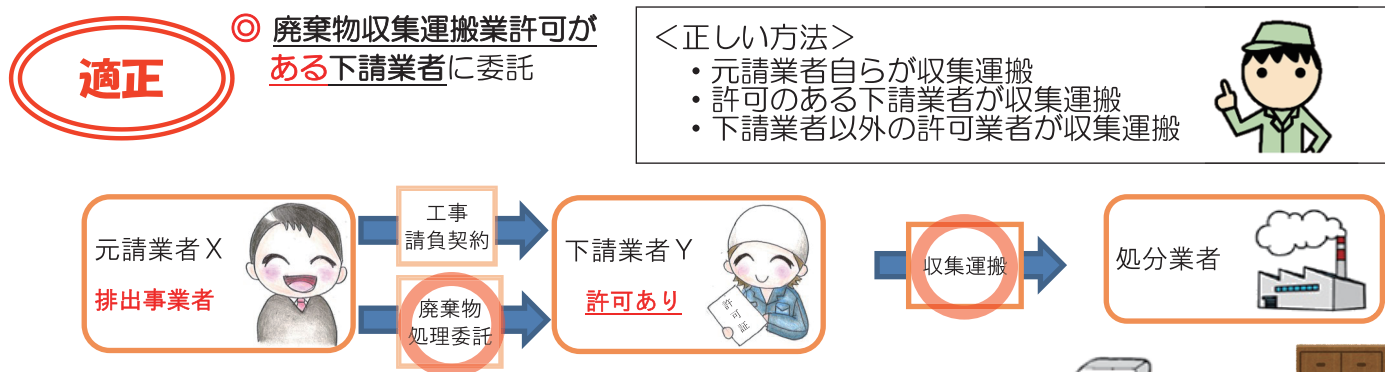 適正
◎ 廃棄物収集運搬業許可が
ある下請業者に委託
＜正しい方法＞
・元請業者自らが収集運搬
・許可のある下請業者が収集運搬
・下請業者以外の許可業者が収集運搬
元請業者X
排出事業者
工事
請負契約
廃棄物
処理委託
下請業者Y
許可あり
許可証
収集運搬
処分業者